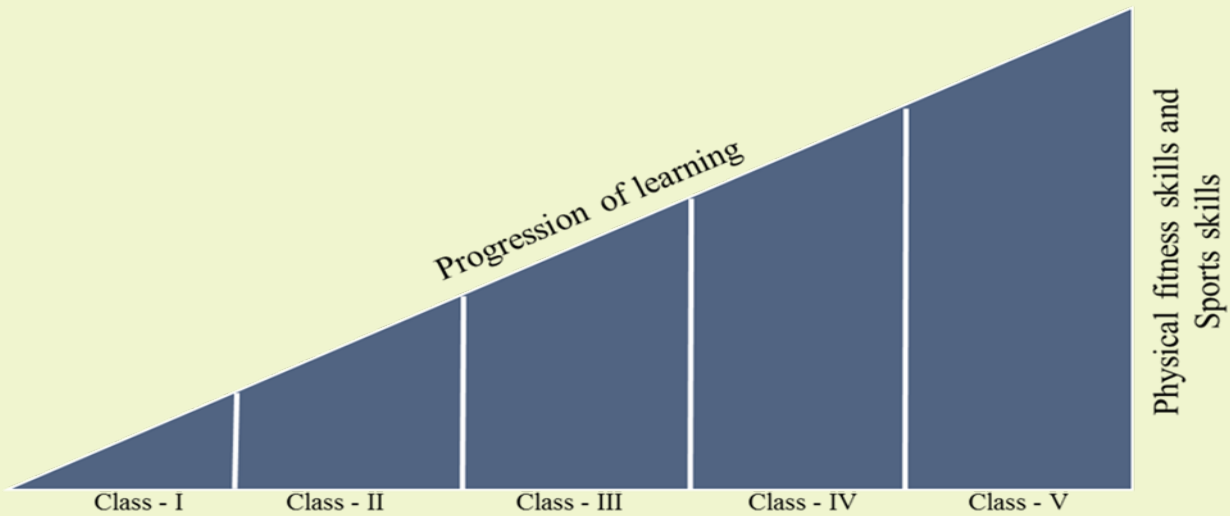 Progression of learning
Physical fitness skills and
Sports skills
Class - I
Class - II
Class - III
Class - IV
Class - V